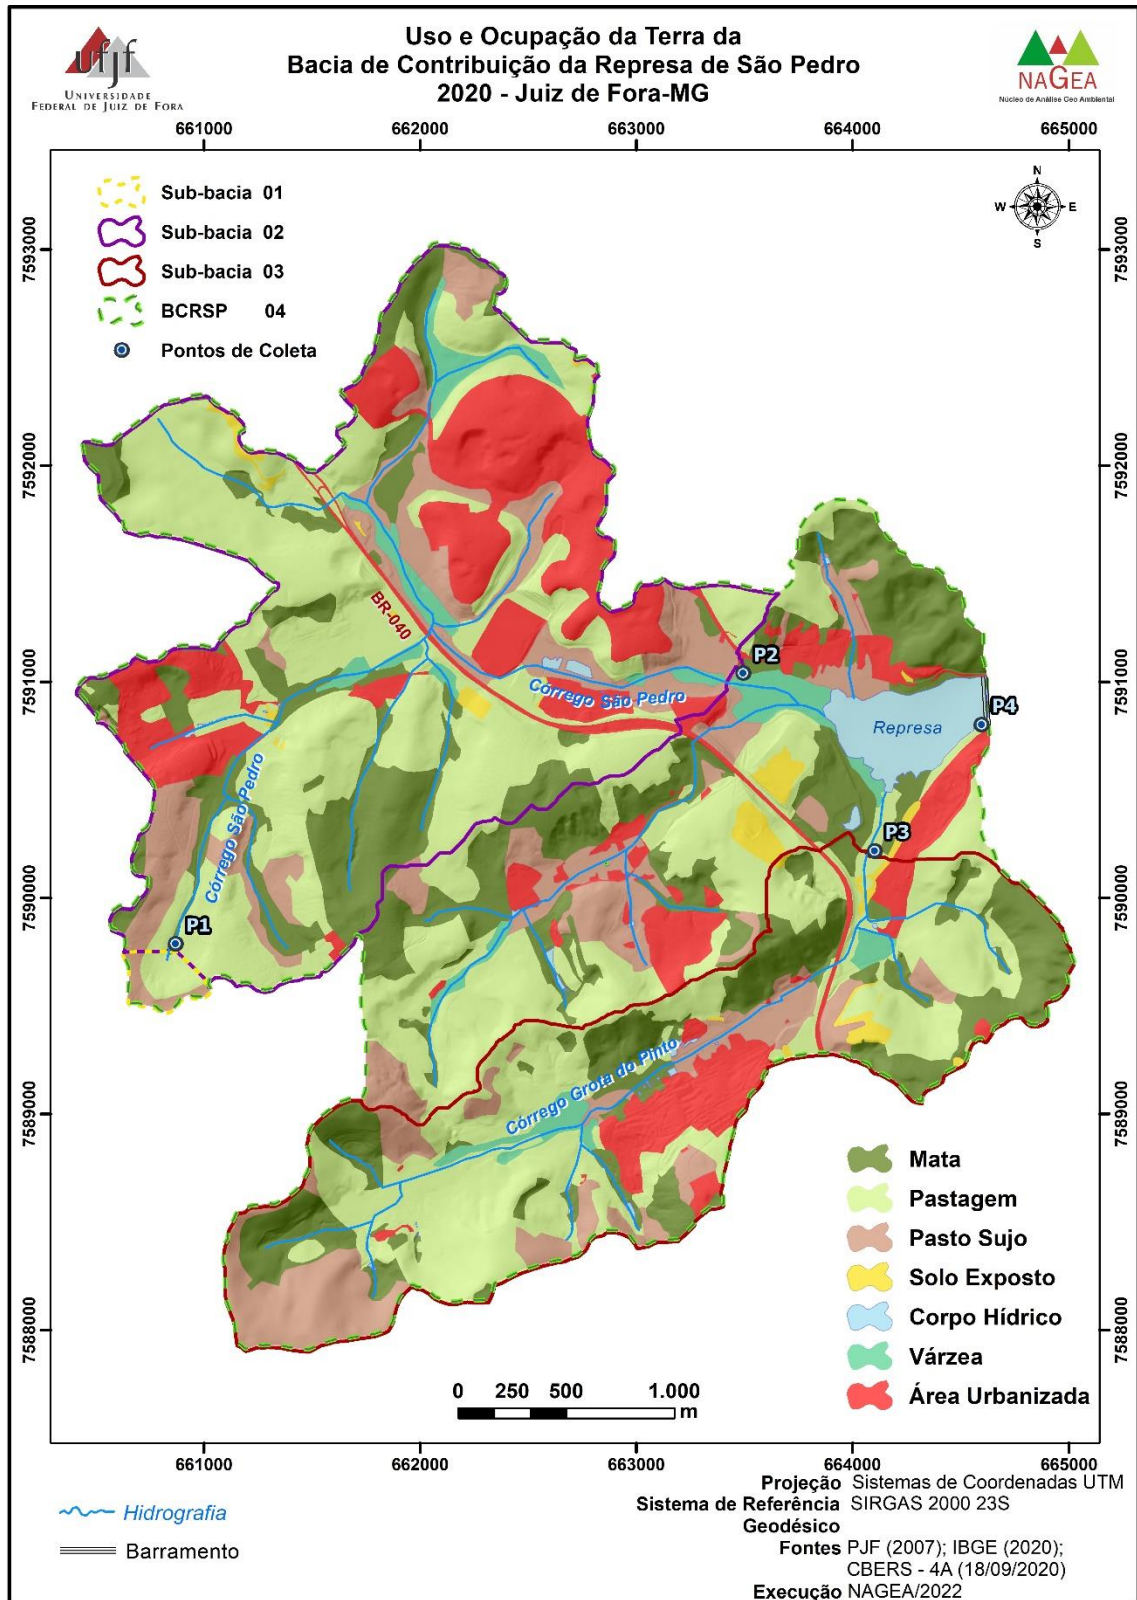 ufjf
UNIVERSIDADE
FEDERAL DE JUIZ DE FORA
Uso e Ocupação da Terra da
Bacia de Contribuição da Represa de São Pedro
2020 - Juiz de Fora-MG
NAGEA
Núcleo de Análise Geo Ambiental
661000 662000 663000 664000 665000
Sub-bacia 01
Sub-bacia 02
Sub-bacia 03
BCRSP 04
Pontos de Coleta
N
W E
S
7593000 7593000
7592000 7592000
7591000 7591000
7590000 7590000
7589000 7589000
7588000 7588000
BR-040
P2
Córrego São Pedro
P4
Represa
Córrego São Pedro
P3
P1
Córrego Grota do Pinto
Mata
Pastagem
Pasto Sujo
Solo Exposto
Corpo Hídrico
Várzea
Área Urbanizada
0 250 500 1.000
m
661000 662000 663000 664000 665000
Hidrografia
Barramento
Projeção Sistemas de Coordenadas UTM
Sistema de Referência SIRGAS 2000 23S
Geodésico
Fontes PJF (2007); IBGE (2020);
CBERS - 4A (18/09/2020)
Execução NAGEA/2022